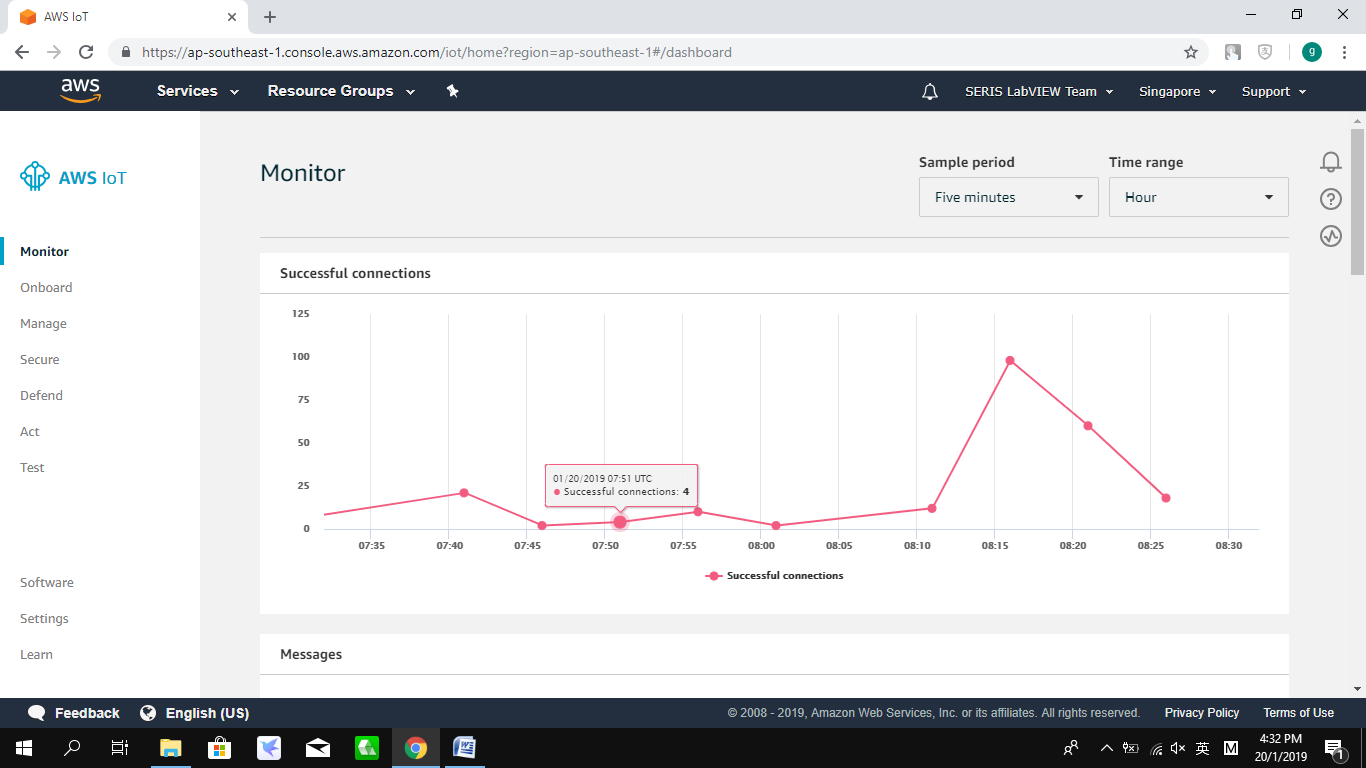 AWS IoT
https://ap-southeast-1.console.aws.amazon.com/iot/home?region=ap-southeast-1#/dashboard
g
aws
Services
Resource Groups
SERIS LabVIEW Team
Singapore
Support
AWS IoT
Monitor
Onboard
Manage
Secure
Defend
Act
Test
Software
Settings
Learn
Monitor
Sample period
Five minutes
Time range
Hour
Successful connections
125
100
75
50
25
0
01/20/2019 07:51 UTC
Successful connections: 4
07:35 07:40 07:45 07:50 07:55 08:00 08:05 08:10 08:15 08:20 08:25 08:30
Successful connections
Messages
Feedback
English (US)
© 2008 - 2019, Amazon Web Services, Inc. or its affiliates. All rights reserved.
Privacy Policy
Terms of Use
英
M
4:32 PM
20/1/2019
1